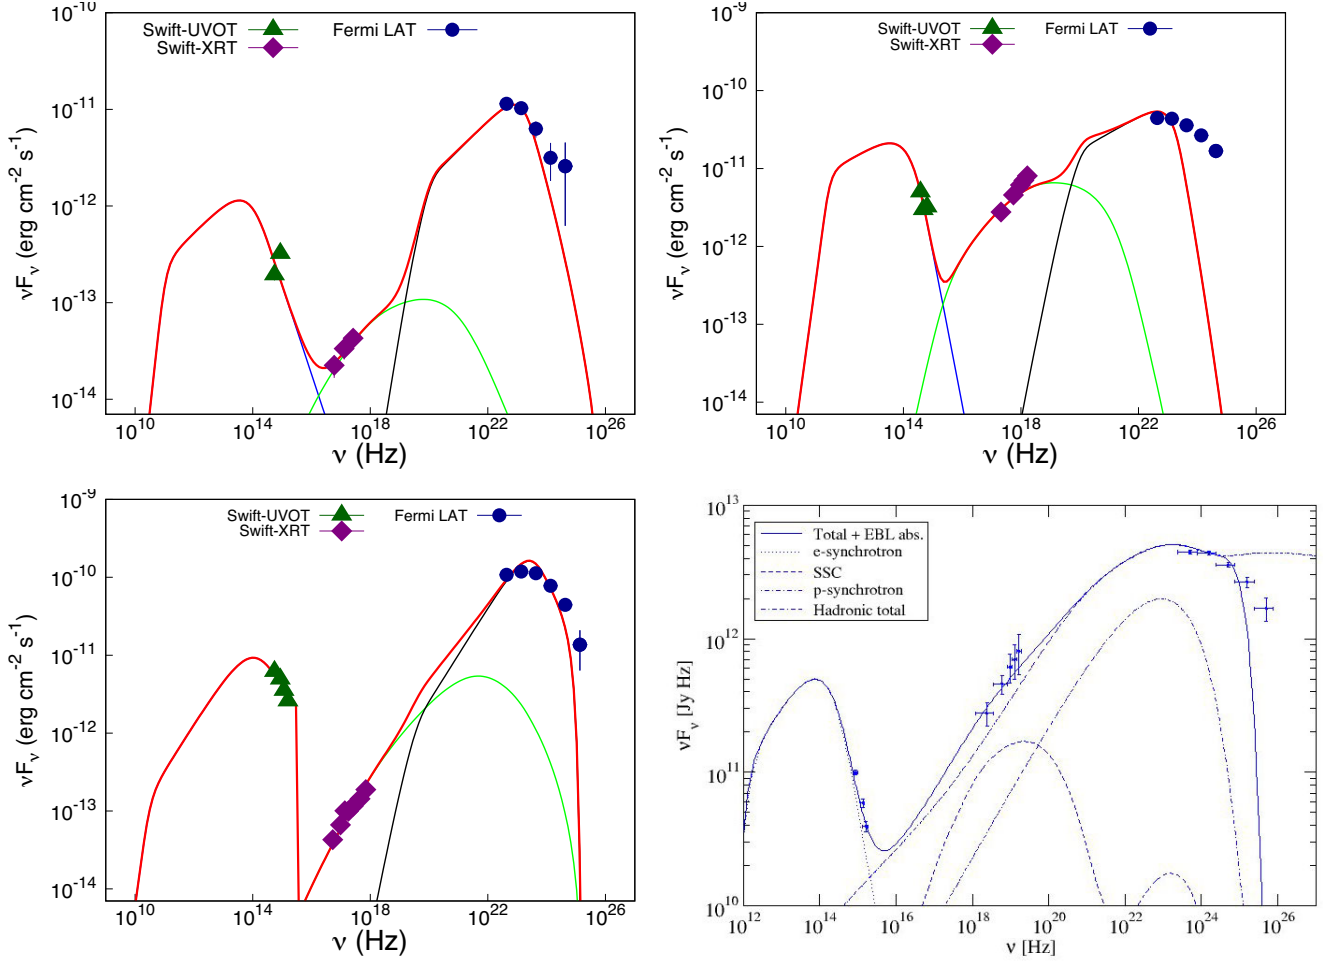 Swift-UVOT
Swift-XRT
Fermi LAT
10^-10
10^-11
10^-12
10^-13
10^-14
νFν (erg cm^-2 s^-1)
10^10 10^14 10^18 10^22 10^26
ν (Hz)
Swift-UVOT
Swift-XRT
Fermi LAT
10^-9
10^-10
10^-11
10^-12
10^-13
10^-14
νFν (erg cm^-2 s^-1)
10^10 10^14 10^18 10^22 10^26
ν (Hz)
Swift-UVOT
Swift-XRT
Fermi LAT
10^-9
10^-10
10^-11
10^-12
10^-13
10^-14
νFν (erg cm^-2 s^-1)
10^10 10^14 10^18 10^22 10^26
ν (Hz)
Total + EBL abs.
e-synchrotron
SSC
p-synchrotron
Hadronic total
10^13
10^12
10^11
10^10
νFν [Jy Hz]
10^12 10^14 10^16 10^18 10^20 10^22 10^24 10^26
ν [Hz]